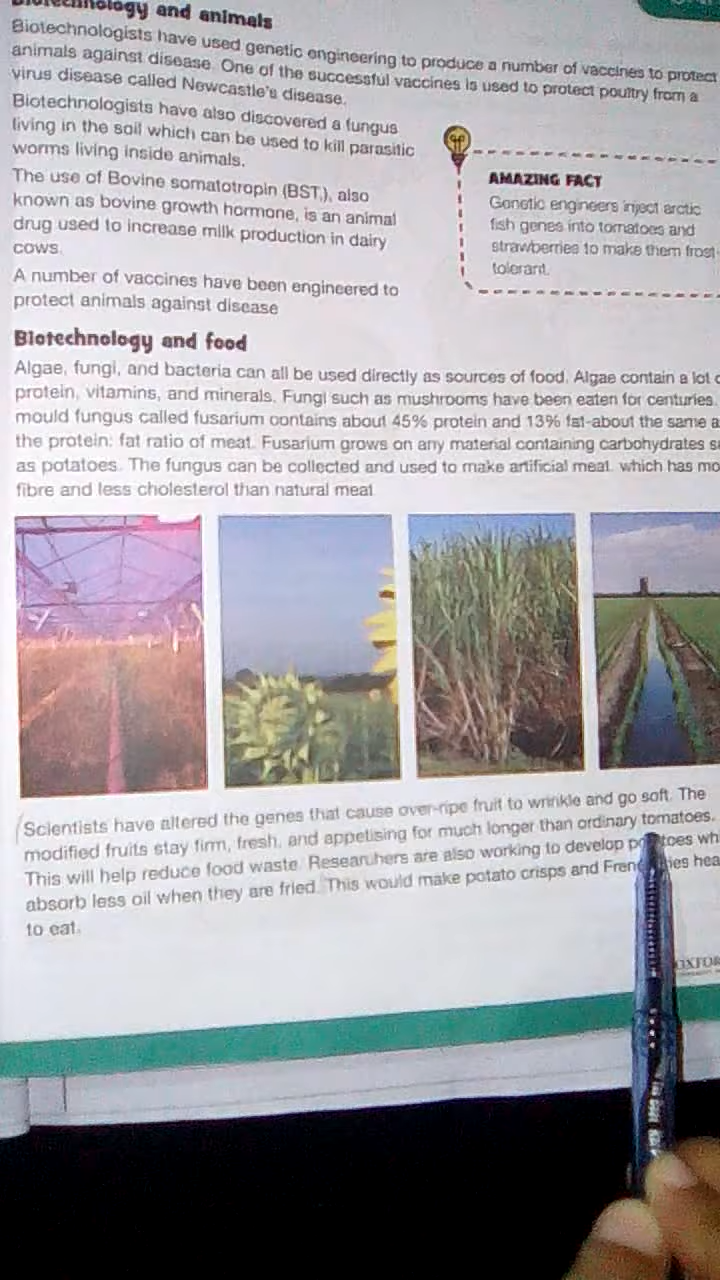 Biotechnology and animals
Biotechnologists have used genetic engineering to produce a number of vaccines to protect
animals against disease. One of the successful vaccines is used to protect poultry from a
virus disease called Newcastle's disease.
Biotechnologists have also discovered a fungus
living in the soil which can be used to kill parasitic
worms living inside animals.
The use of Bovine somatotropin (BST,), also
known as bovine growth hormone, is an animal
drug used to increase milk production in dairy
cows.
A number of vaccines have been engineered to
protect animals against disease
AMAZING FACT
Genetic engineers inject arctic
fish genes into tomatoes and
strawberries to make them frost-
tolerant.
Biotechnology and food
Algae, fungi, and bacteria can all be used directly as sources of food. Algae contain a lot
protein, vitamins, and minerals. Fungi such as mushrooms have been eaten for centuries.
mould fungus called fusarium contains about 45% protein and 13% fat-about the same
the protein: fat ratio of meat. Fusarium grows on any material containing carbohydrates
as potatoes. The fungus can be collected and used to make artificial meat. which has
fibre and less cholesterol than natural meat.
Scientists have altered the genes that cause over-ripe fruit to wrinkle and go soft. The
modified fruits stay firm, fresh, and appetising for much longer than ordinary tomatoes.
This will help reduce food waste. Researchers are also working to develop
absorb less oil when they are fried. This would make potato crisps and
to eat.